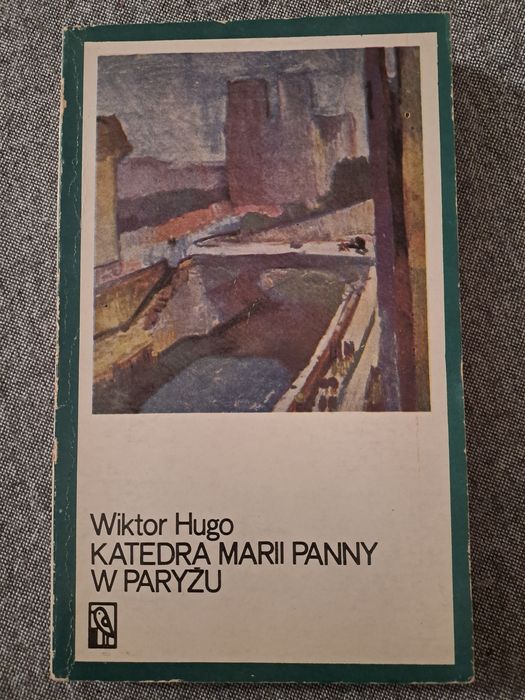 Wiktor Hugo
KATEDRA MARII PANNY
W PARYŻU